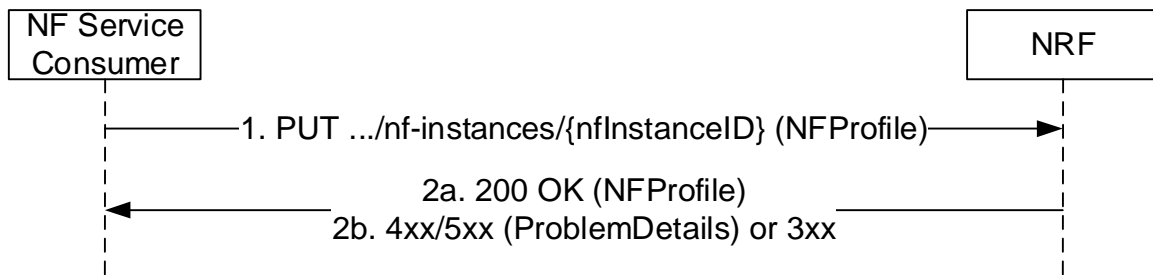 NF Service
Consumer
NRF
1. PUT .../nf-instances/{nfInstanceID} (NFProfile)
2a. 200 OK (NFProfile)
2b. 4xx/5xx (ProblemDetails) or 3xx